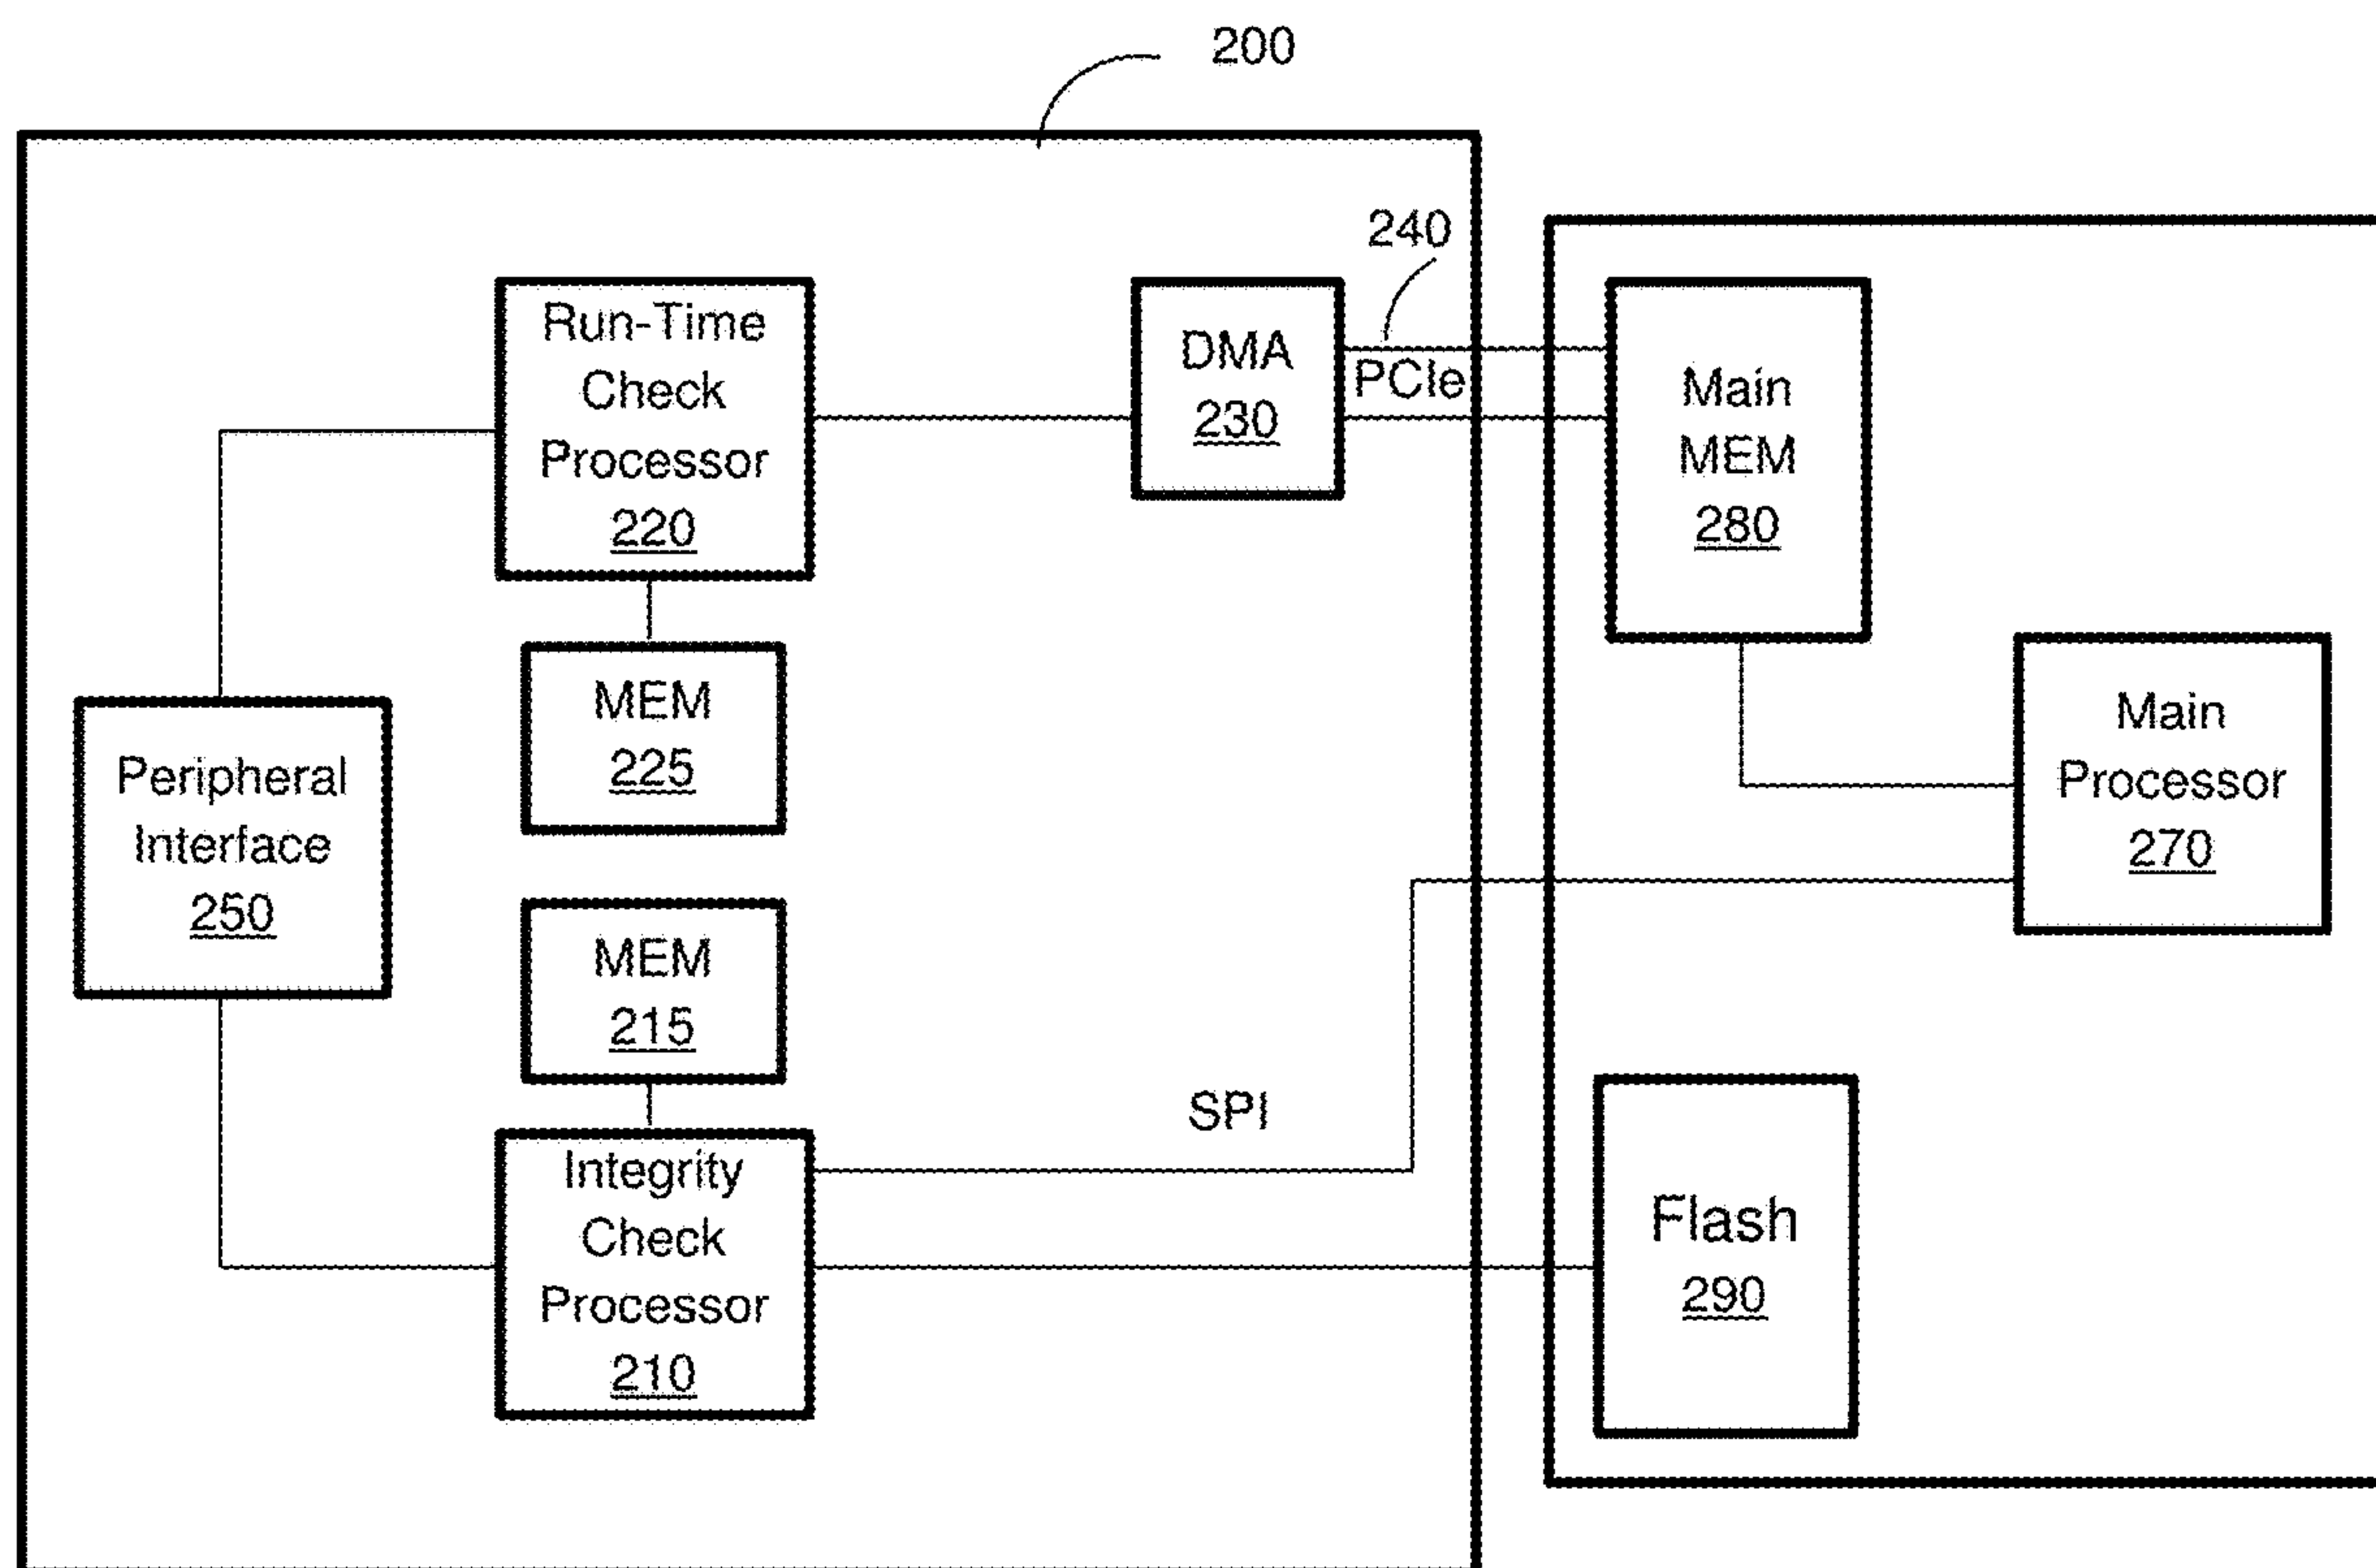 200
240
Run-Time
Check
Processor
220
DMA
230
PCIe
Main
MEM
280
MEM
225
Main
Processor
270
Peripheral
Interface
250
MEM
215
SPI
Integrity
Check
Processor
210
Flash
290